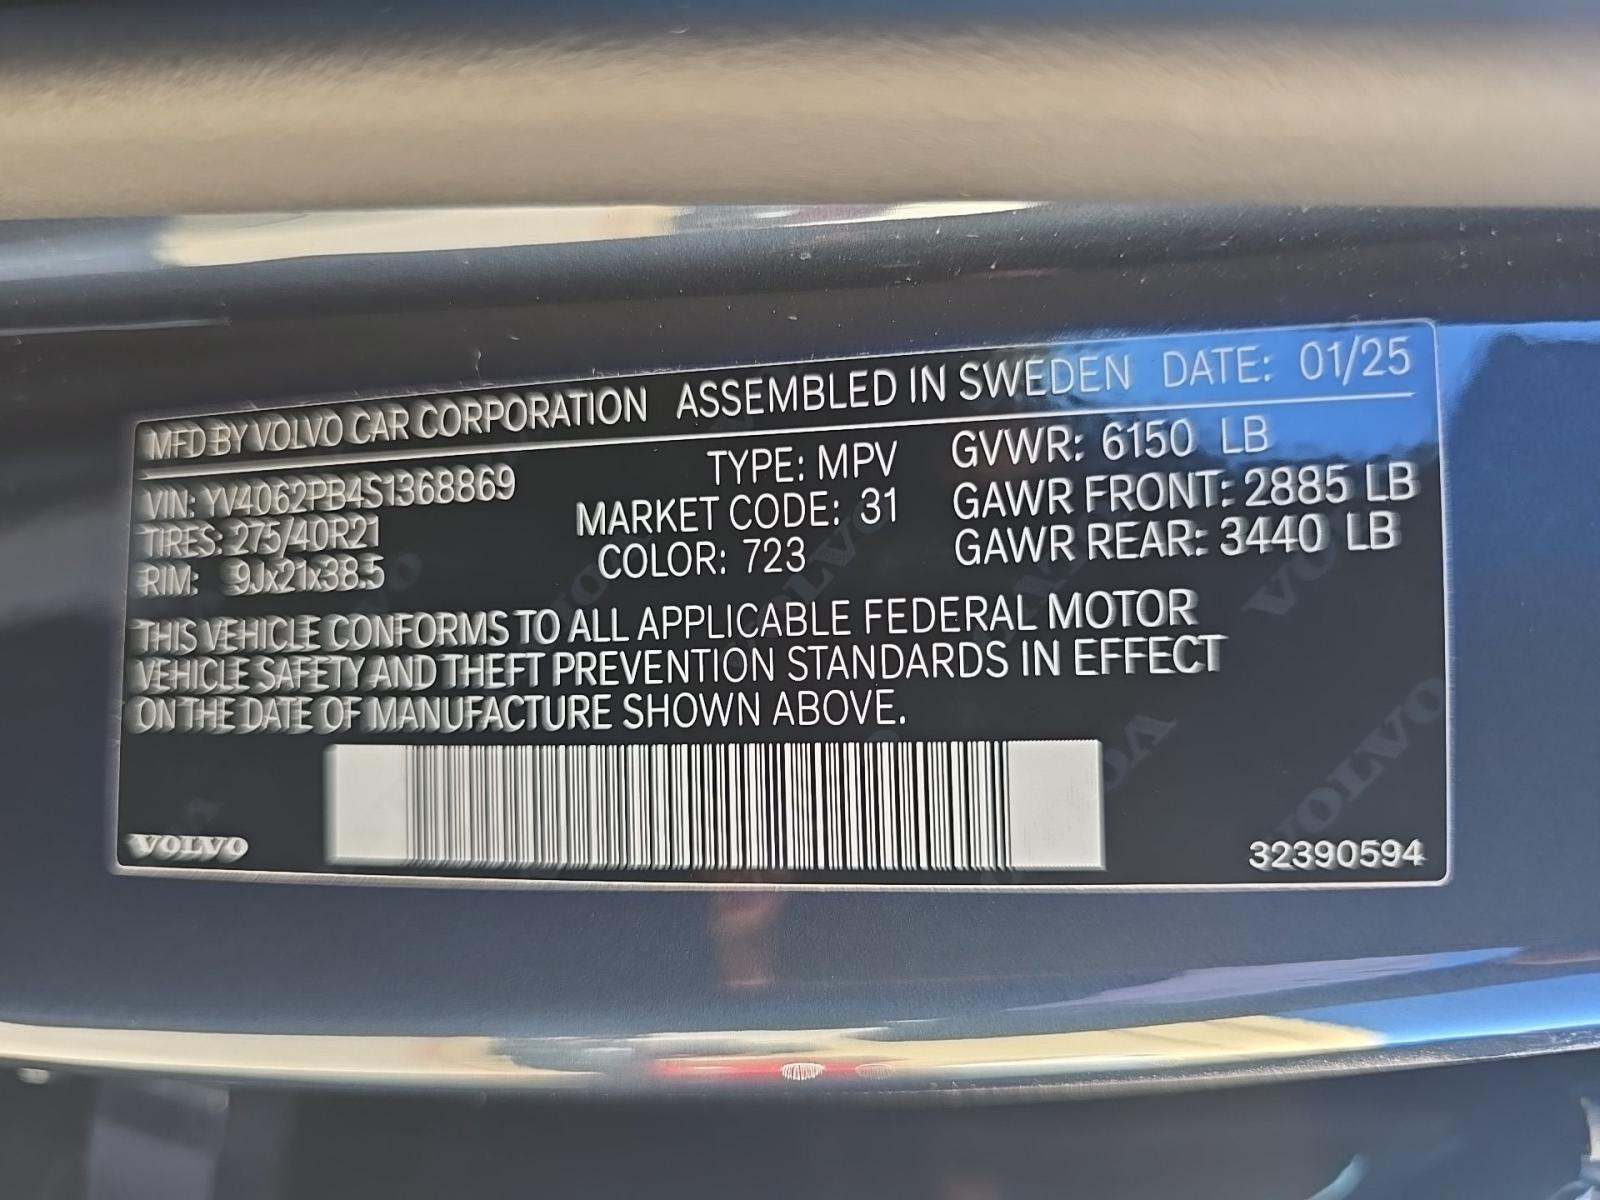 MFD BY VOLVO CAR CORPORATION ASSEMBLED IN SWEDEN DATE: 01/25
VIN: YV4062PB4S1368869 TYPE: MPV GVWR: 6150 LB
TIRES: 275/40R21 MARKET CODE: 31 GAWR FRONT: 2885 LB
RIM: 9Jx21x38.5 COLOR: 723 GAWR REAR: 3440 LB
THIS VEHICLE CONFORMS TO ALL APPLICABLE FEDERAL MOTOR
VEHICLE SAFETY AND THEFT PREVENTION STANDARDS IN EFFECT
ON THE DATE OF MANUFACTURE SHOWN ABOVE.
VOLVO 32390594